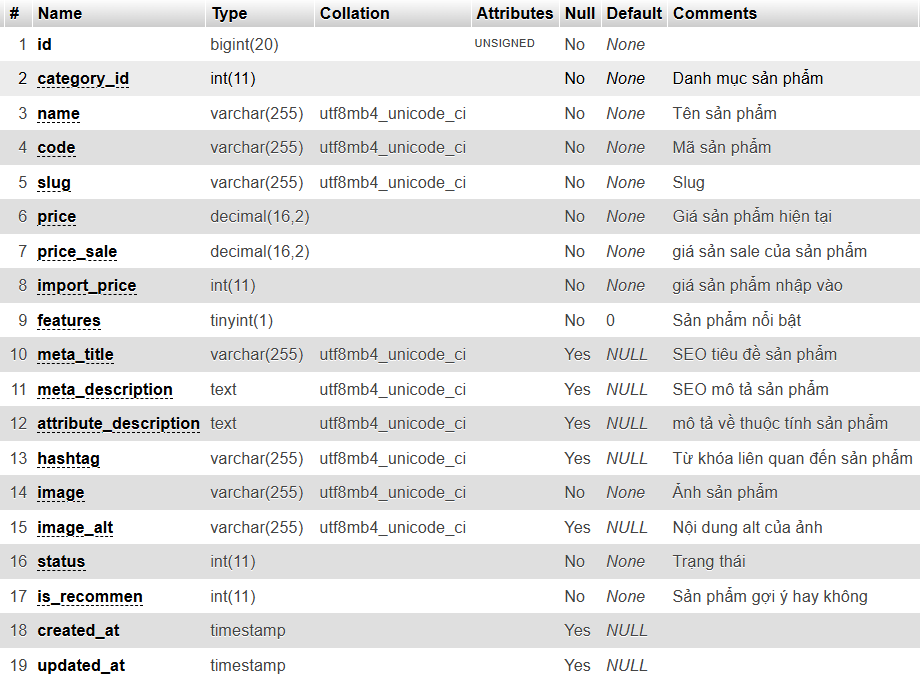 # Name Type Collation Attributes Null Default Comments
1 id bigint(20) UNSIGNED No None
2 category_id int(11) No None Danh mục sản phẩm
3 name varchar(255) utf8mb4_unicode_ci No None Tên sản phẩm
4 code varchar(255) utf8mb4_unicode_ci No None Mã sản phẩm
5 slug varchar(255) utf8mb4_unicode_ci No None Slug
6 price decimal(16,2) No None Giá sản phẩm hiện tại
7 price_sale decimal(16,2) No None giá sản sale của sản phẩm
8 import_price int(11) No None giá sản phẩm nhập vào
9 features tinyint(1) No 0 Sản phẩm nổi bật
10 meta_title varchar(255) utf8mb4_unicode_ci Yes NULL SEO tiêu đề sản phẩm
11 meta_description text utf8mb4_unicode_ci Yes NULL SEO mô tả sản phẩm
12 attribute_description text utf8mb4_unicode_ci Yes NULL mô tả về thuộc tính sản phẩm
13 hashtag varchar(255) utf8mb4_unicode_ci Yes NULL Từ khóa liên quan đến sản phẩm
14 image varchar(255) utf8mb4_unicode_ci No None Ảnh sản phẩm
15 image_alt varchar(255) utf8mb4_unicode_ci Yes NULL Nội dung alt của ảnh
16 status int(11) No None Trạng thái
17 is_recommen int(11) No None Sản phẩm gợi ý hay không
18 created_at timestamp Yes NULL
19 updated_at timestamp Yes NULL